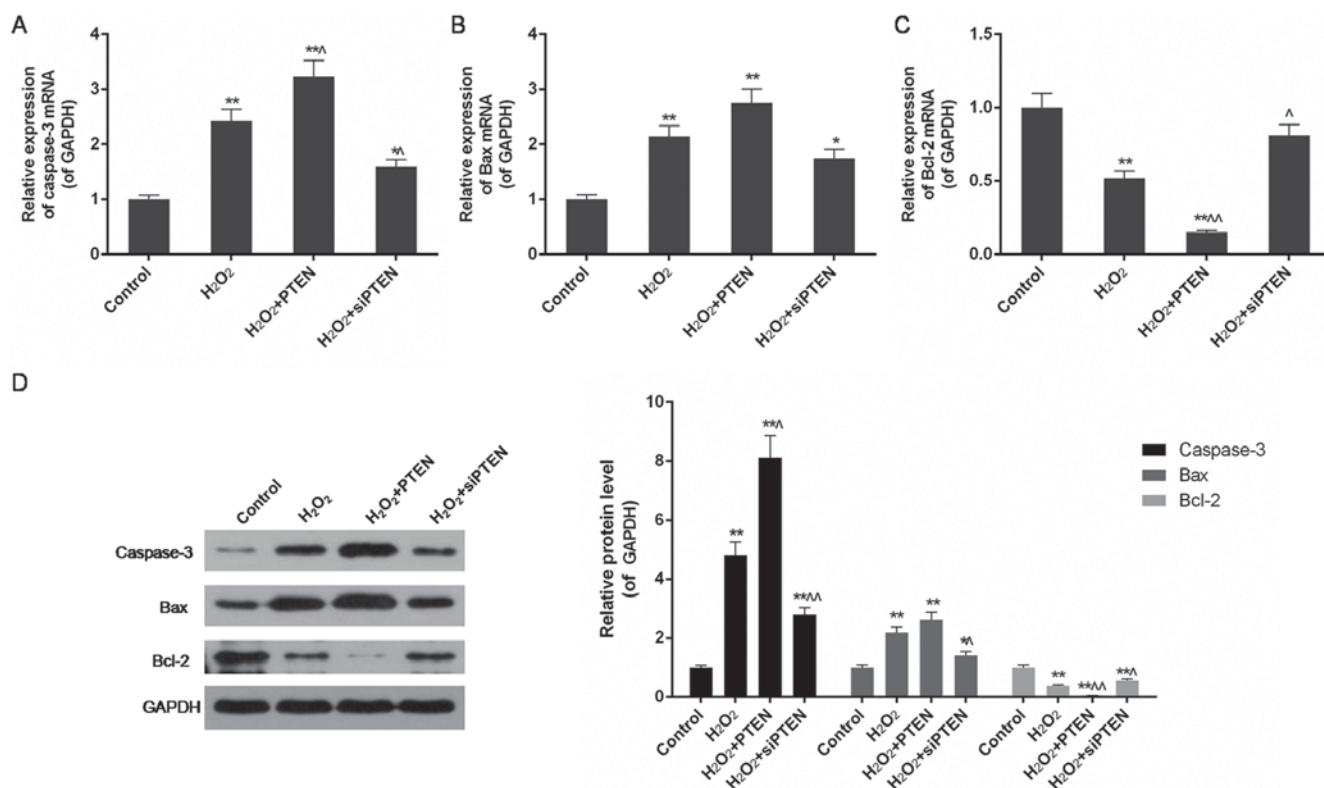 A
Relative expression
of caspase-3 mRNA
(of GAPDH)
4
3
2
1
0
**
**^
*^
Control
H₂O₂
H₂O₂+PTEN
H₂O₂+siPTEN
B
Relative expression
of Bax mRNA
(of GAPDH)
4
3
2
1
0
**
**
*
Control
H₂O₂
H₂O₂+PTEN
H₂O₂+siPTEN
C
Relative expression
of Bcl-2 mRNA
(of GAPDH)
1.5
1.0
0.5
0.0
**
**^^
^
Control
H₂O₂
H₂O₂+PTEN
H₂O₂+siPTEN
D
Control
H₂O₂
H₂O₂+PTEN
H₂O₂+siPTEN
Caspase-3
Bax
Bcl-2
GAPDH
Relative protein level
(of GAPDH)
10
8
6
4
2
0
**
**^
**^^
**
**
*^
**
**^^
**^
Control
H₂O₂
H₂O₂+PTEN
H₂O₂+siPTEN
Control
H₂O₂
H₂O₂+PTEN
H₂O₂+siPTEN
Control
H₂O₂
H₂O₂+PTEN
H₂O₂+siPTEN
Caspase-3
Bax
Bcl-2